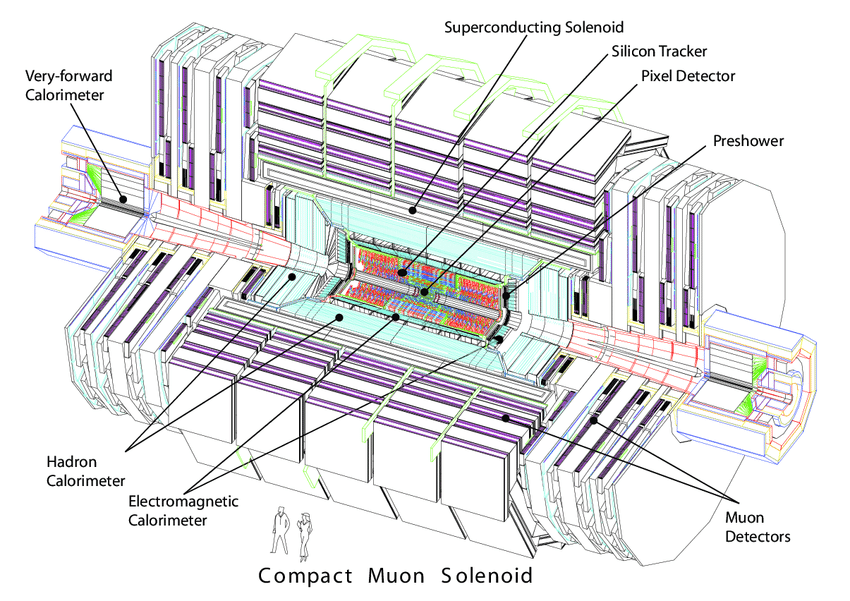 Superconducting Solenoid
Silicon Tracker
Pixel Detector
Very-forward
Calorimeter
Preshower
Hadron
Calorimeter
Electromagnetic
Calorimeter
Muon
Detectors
Compact Muon Solenoid